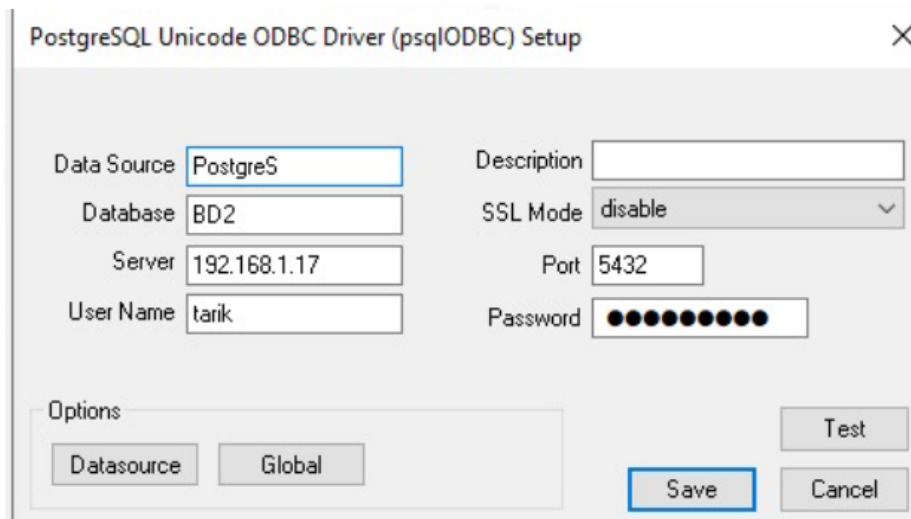 PostgreSQL Unicode ODBC Driver (psqlODBC) Setup
Data Source PostgreS
Description
Database BD2
SSL Mode disable
Server 192.168.1.17
Port 5432
User Name tarik
Password ●●●●●●●●●
Options
Datasource Global
Test
Save Cancel